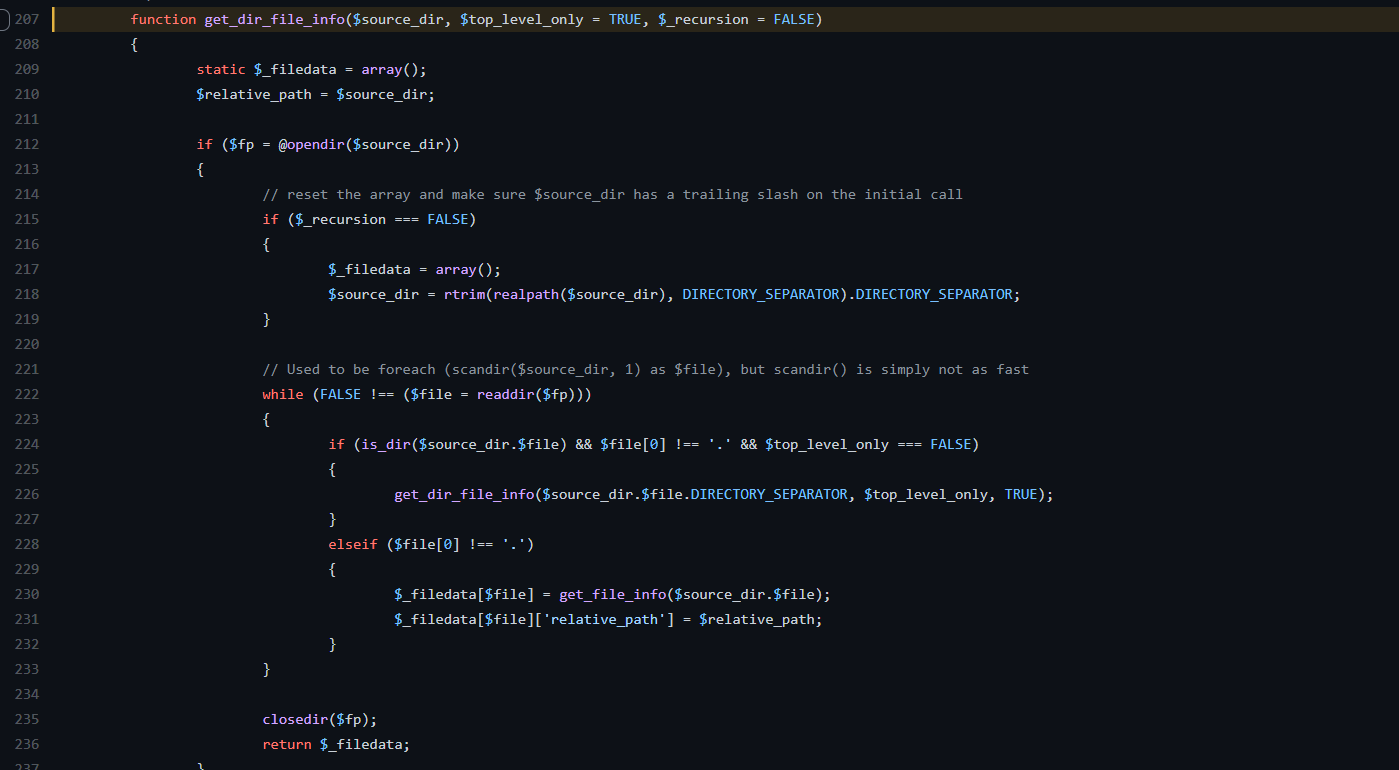 207 function get_dir_file_info($source_dir, $top_level_only = TRUE, $_recursion = FALSE)
208 {
209 static $_filedata = array();
210 $relative_path = $source_dir;
211
212 if ($fp = @opendir($source_dir))
213 {
214 // reset the array and make sure $source_dir has a trailing slash on the initial call
215 if ($_recursion === FALSE)
216 {
217 $_filedata = array();
218 $source_dir = rtrim(realpath($source_dir), DIRECTORY_SEPARATOR).DIRECTORY_SEPARATOR;
219 }
220
221 // Used to be foreach (scandir($source_dir, 1) as $file), but scandir() is simply not as fast
222 while (FALSE !== ($file = readdir($fp)))
223 {
224 if (is_dir($source_dir.$file) && $file[0] !== '.' && $top_level_only === FALSE)
225 {
226 get_dir_file_info($source_dir.$file.DIRECTORY_SEPARATOR, $top_level_only, TRUE);
227 }
228 elseif ($file[0] !== '.')
229 {
230 $_filedata[$file] = get_file_info($source_dir.$file);
231 $_filedata[$file]['relative_path'] = $relative_path;
232 }
233 }
234
235 closedir($fp);
236 return $_filedata;
237 }